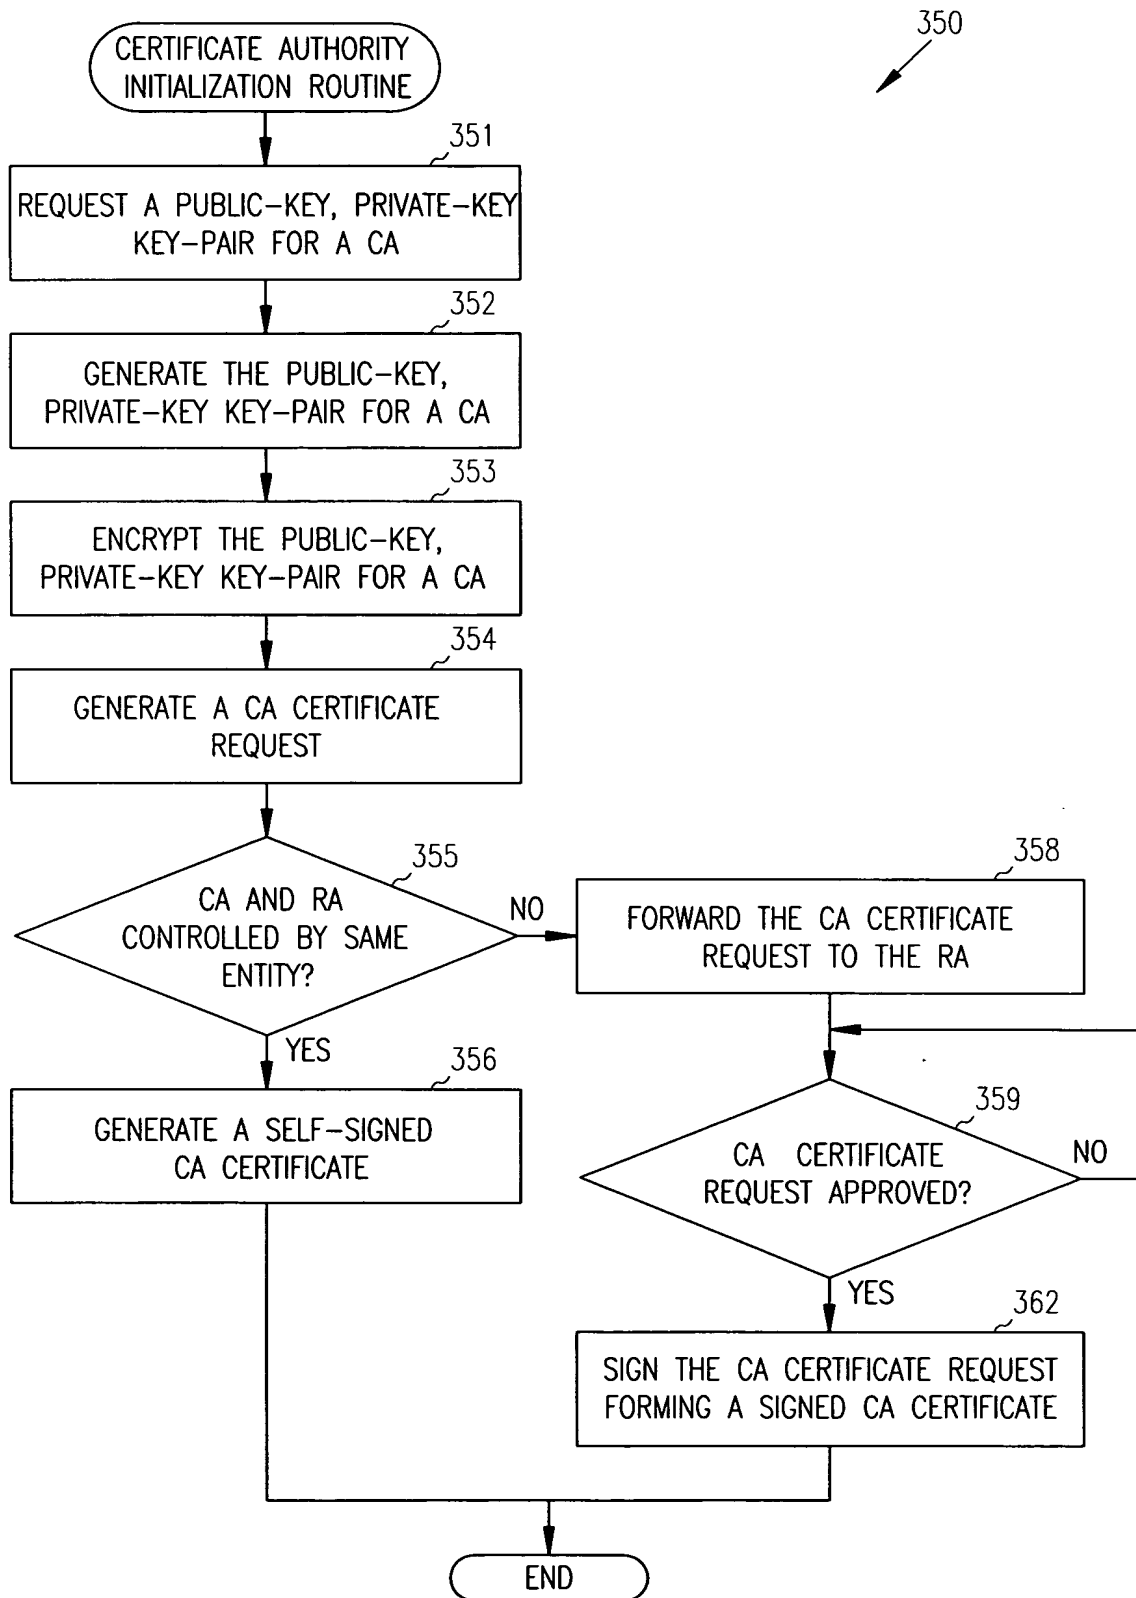 350
CERTIFICATE AUTHORITY
INITIALIZATION ROUTINE
351
REQUEST A PUBLIC-KEY, PRIVATE-KEY
KEY-PAIR FOR A CA
352
GENERATE THE PUBLIC-KEY,
PRIVATE-KEY KEY-PAIR FOR A CA
353
ENCRYPT THE PUBLIC-KEY,
PRIVATE-KEY KEY-PAIR FOR A CA
354
GENERATE A CA CERTIFICATE
REQUEST
355
CA AND RA
CONTROLLED BY SAME
ENTITY?
NO
YES
356
GENERATE A SELF-SIGNED
CA CERTIFICATE
358
FORWARD THE CA CERTIFICATE
REQUEST TO THE RA
359
CA CERTIFICATE
REQUEST APPROVED?
NO
YES
362
SIGN THE CA CERTIFICATE REQUEST
FORMING A SIGNED CA CERTIFICATE
END